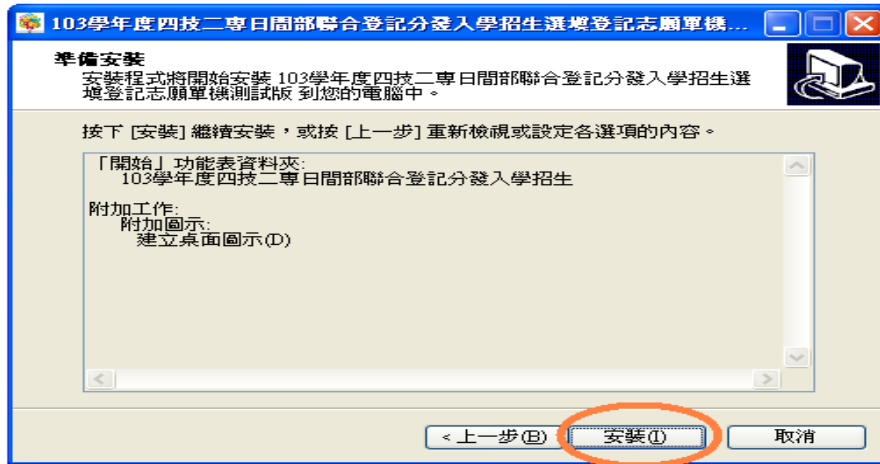 103學年度四技二專日間部聯合登記分發入學招生選填登記志願單機...
準備安裝
安裝程式將開始安裝 103學年度四技二專日間部聯合登記分發入學招生選
填登記志願單機測試版 到您的電腦中。
按下 [安裝] 繼續安裝，或按 [上一步] 重新檢視或設定各選項的內容。
「開始」功能表資料夾:
103學年度四技二專日間部聯合登記分發入學招生
附加工作:
附加圖示:
建立桌面圖示(D)
< 上一步(B) 安裝(I) 取消